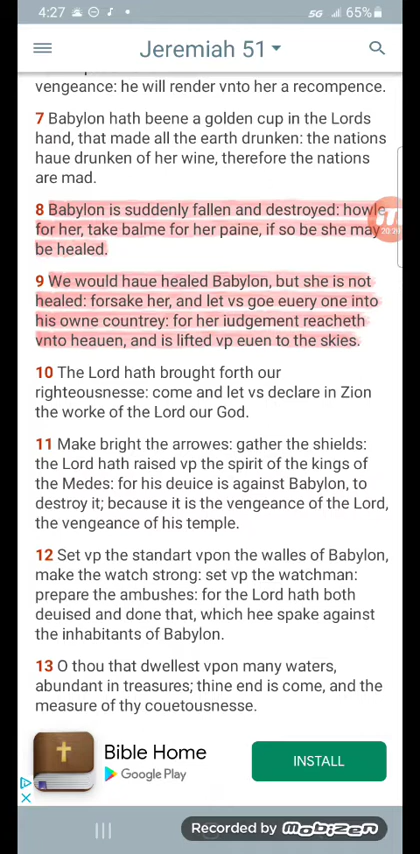 4:27
5G 65%
Jeremiah 51
vengeance: he will render vnto her a recompence.
7 Babylon hath beene a golden cup in the Lords
hand, that made all the earth drunken: the nations
haue drunken of her wine, therefore the nations
are mad.
8 Babylon is suddenly fallen and destroyed: howle
for her, take balme for her paine, if so be she may
be healed.
9 We would haue healed Babylon, but she is not
healed: forsake her, and let vs goe euery one into
his owne countrey: for her iudgement reacheth
vnto heauen, and is lifted vp euen to the skies.
10 The Lord hath brought forth our
righteousnesse: come and let vs declare in Zion
the worke of the Lord our God.
11 Make bright the arrowes: gather the shields:
the Lord hath raised vp the spirit of the kings of
the Medes: for his deuice is against Babylon, to
destroy it; because it is the vengeance of the Lord,
the vengeance of his temple.
12 Set vp the standart vpon the walles of Babylon,
make the watch strong: set vp the watchman:
prepare the ambushes: for the Lord hath both
deuised and done that, which hee spake against
the inhabitants of Babylon.
13 O thou that dwellest vpon many waters,
abundant in treasures; thine end is come, and the
measure of thy couetousnesse.
Bible Home
Google Play
INSTALL
Recorded by mobizen